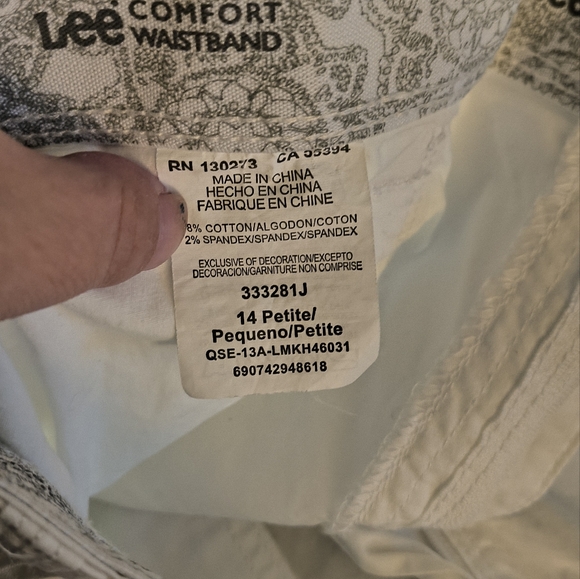 Lee COMFORT
WAISTBAND
RN 130273 CA 55394
MADE IN CHINA
HECHO EN CHINA
FABRIQUE EN CHINE
8% COTTON/ALGODON/COTON
2% SPANDEX/SPANDEX/SPANDEX
EXCLUSIVE OF DECORATION/EXCEPTO
DECORACION/GARNITURE NON COMPRISE
333281J
14 Petite/
Pequeno/Petite
QSE-13A-LMKH46031
690742948618